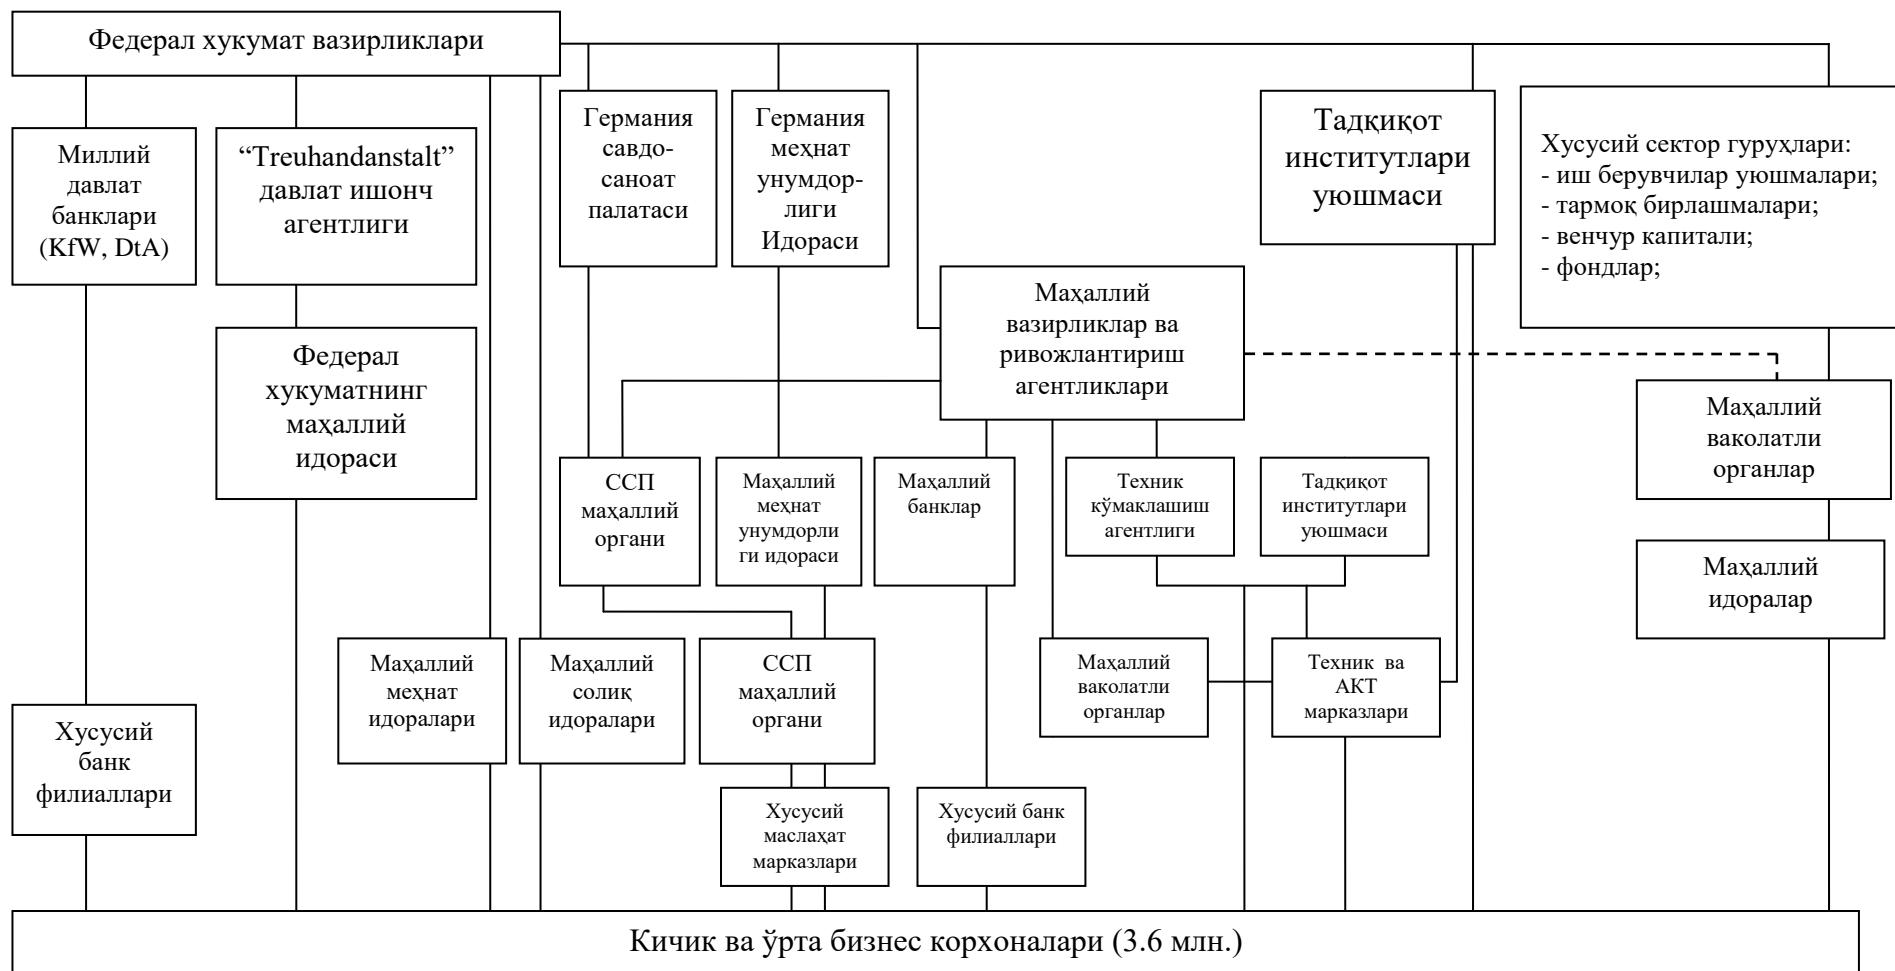 Федерал хукумат вазирликлари
Миллий
давлат
банклари
(KfW, DtA)
“Treuhandanstalt”
давлат ишонч
агентлиги
Германия
савдо-
саноат
палатаси
Германия
меҳнат
унумдор-
лиги
Идораси
Тадқиқот
институтлари
уюшмаси
Хусусий сектор гуруҳлари:
- иш берувчилар уюшмалари;
- тармоқ бирлашмалари;
- венчур капитали;
- фондлар;
Маҳаллий
вазирликлар ва
ривожлантириш
агентликлари
Федерал
хукуматнинг
маҳаллий
идораси
Маҳаллий
ваколатли
органлар
ССП
маҳаллий
органи
Маҳаллий
меҳнат
унумдорли
ги идораси
Маҳаллий
банклар
Техник
кўмаклашиш
агентлиги
Тадқиқот
институтлари
уюшмаси
Маҳаллий
идоралар
Маҳаллий
меҳнат
идоралари
Маҳаллий
солиқ
идоралари
ССП
маҳаллий
органи
Маҳаллий
ваколатли
органлар
Техник ва
АКТ
марказлари
Хусусий
банк
филиаллари
Хусусий
маслаҳат
марказлари
Хусусий банк
филиаллари
Кичик ва ўрта бизнес корхоналари (3.6 млн.)